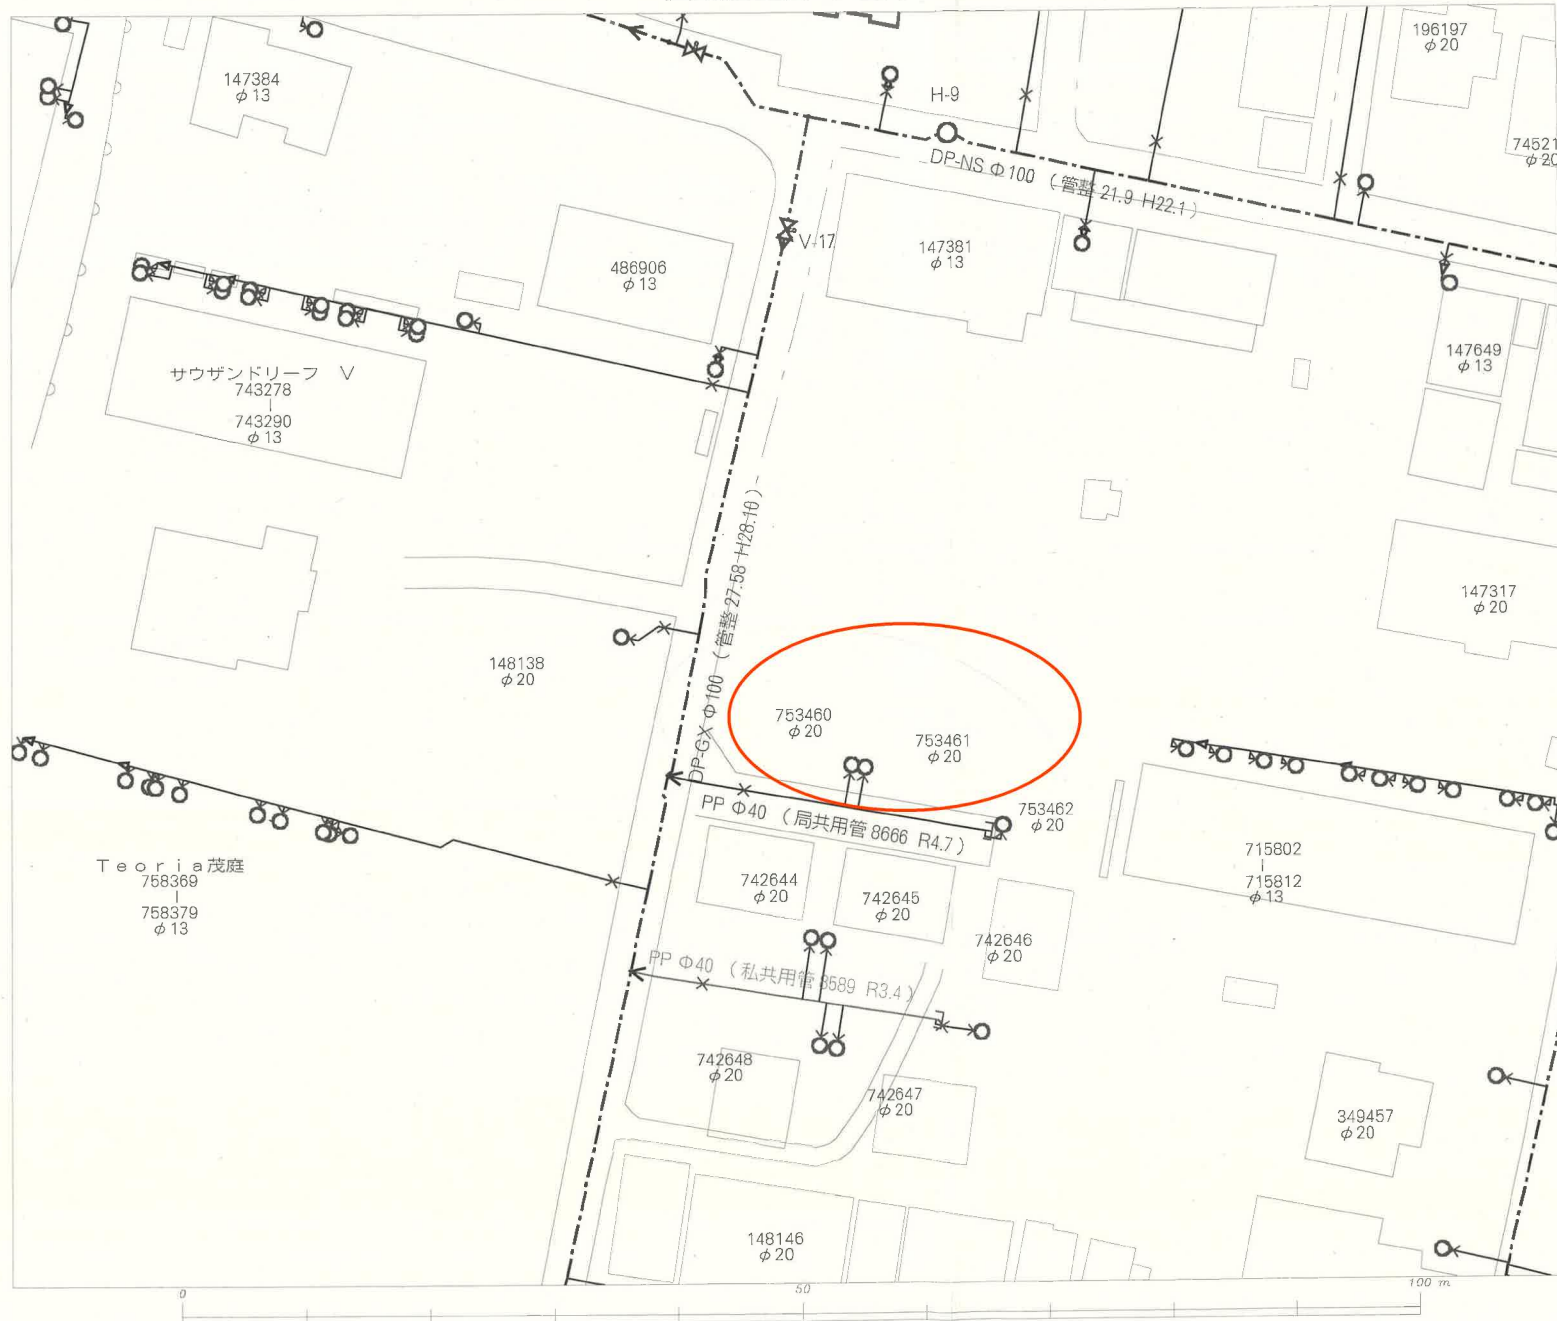 196197
φ20
147384
φ13
H-9
74521
φ20
DP-NS Φ100 （管整 21.9 H22.1）
V-17
147381
φ13
486906
φ13
147649
φ13
サウザンドリーフ Ⅴ
743278
|
743290
φ13
DP-GX Φ100 （管整 27.58 H28.10）
147317
φ20
148138
φ20
753460
φ20
753461
φ20
753462
φ20
PP Φ40 （局共用管 8666 R4.7）
715802
|
715812
φ13
Ｔｅｏｒｉａ茂庭
758369
|
758379
φ13
742644
φ20
742645
φ20
742646
φ20
PP Φ40 （私共用管 8589 R3.4）
742648
φ20
742647
φ20
349457
φ20
148146
φ20
0
50
100 m